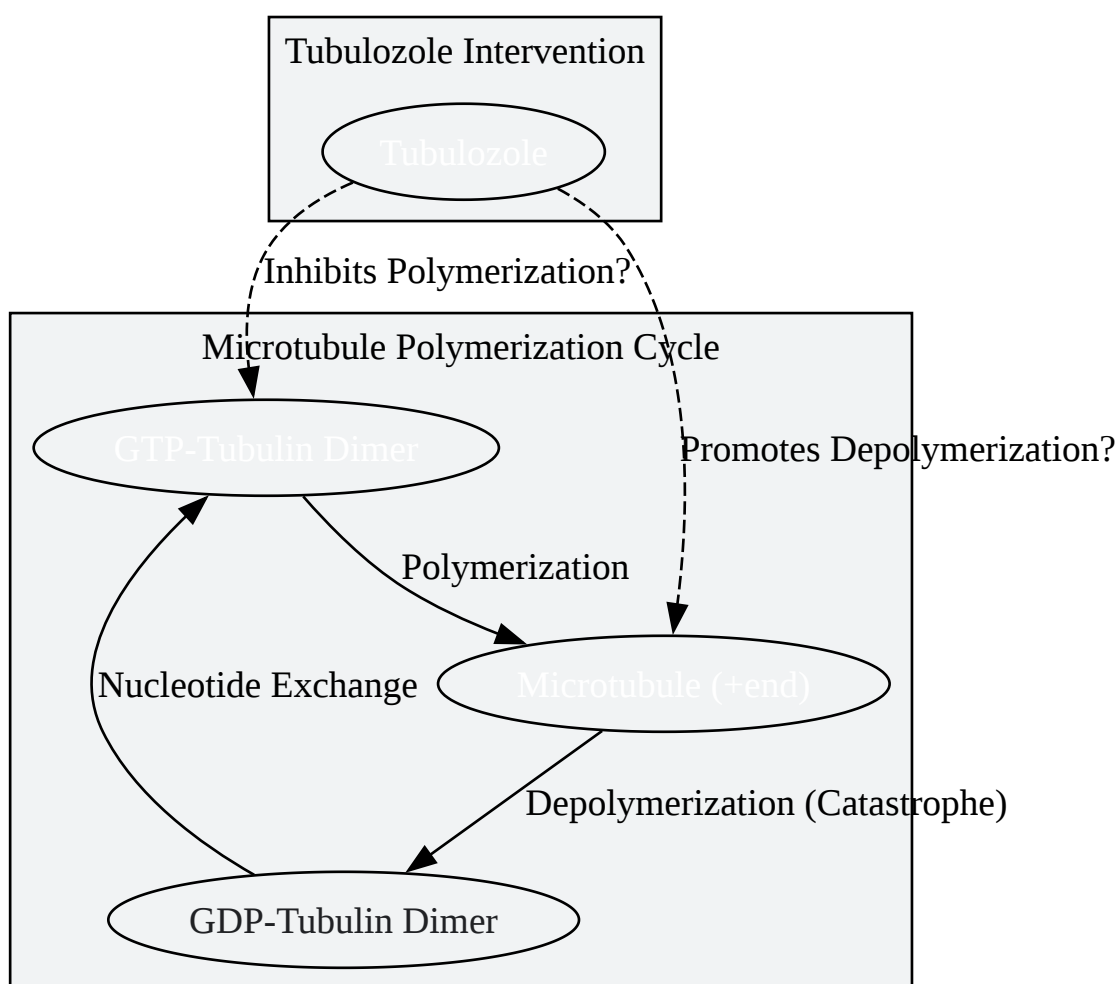 Tubulozole Intervention
Tubulozole
Inhibits Polymerization?
Microtubule Polymerization Cycle
GTP-Tubulin Dimer
Promotes Depolymerization?
Polymerization
Nucleotide Exchange
Microtubule (+end)
Depolymerization (Catastrophe)
GDP-Tubulin Dimer